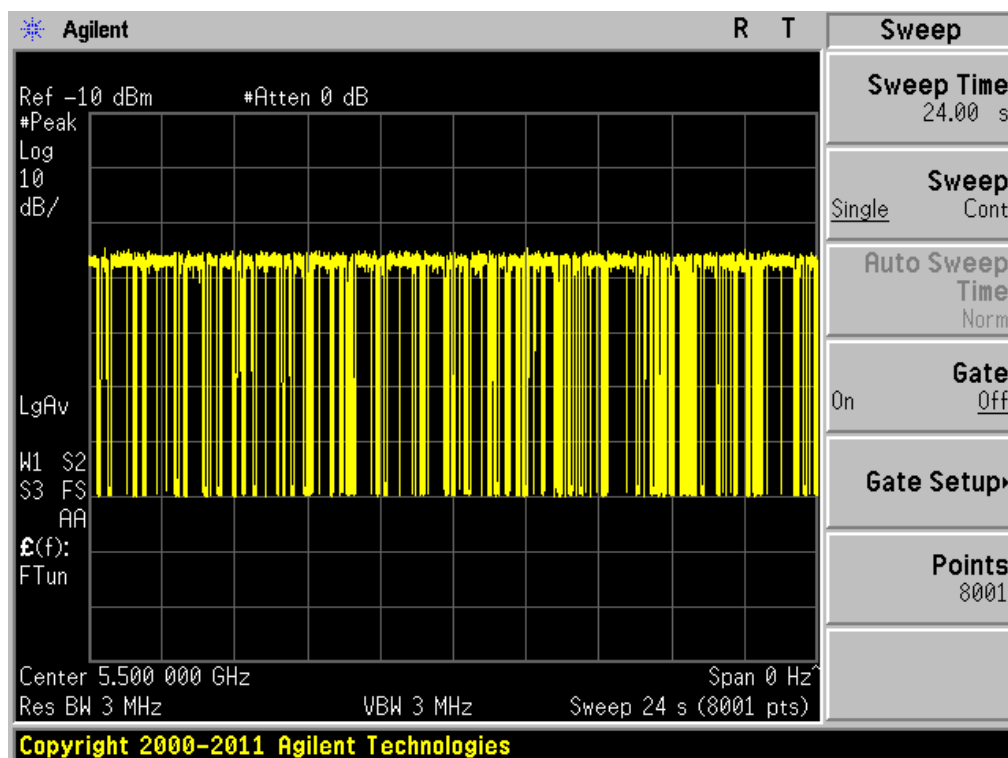 Agilent R T
Ref -10 dBm #Atten 0 dB
#Peak
Log
10
dB/
LgAv
W1 S2
S3 FS
AA
£(f):
FTun
Center 5.500 000 GHz Span 0 Hz^
Res BW 3 MHz VBW 3 MHz Sweep 24 s (8001 pts)
Copyright 2000-2011 Agilent Technologies
Sweep
Sweep Time
24.00 s
Sweep
Single Cont
Auto Sweep
Time
Norm
Gate
On Off
Gate Setup▸
Points
8001